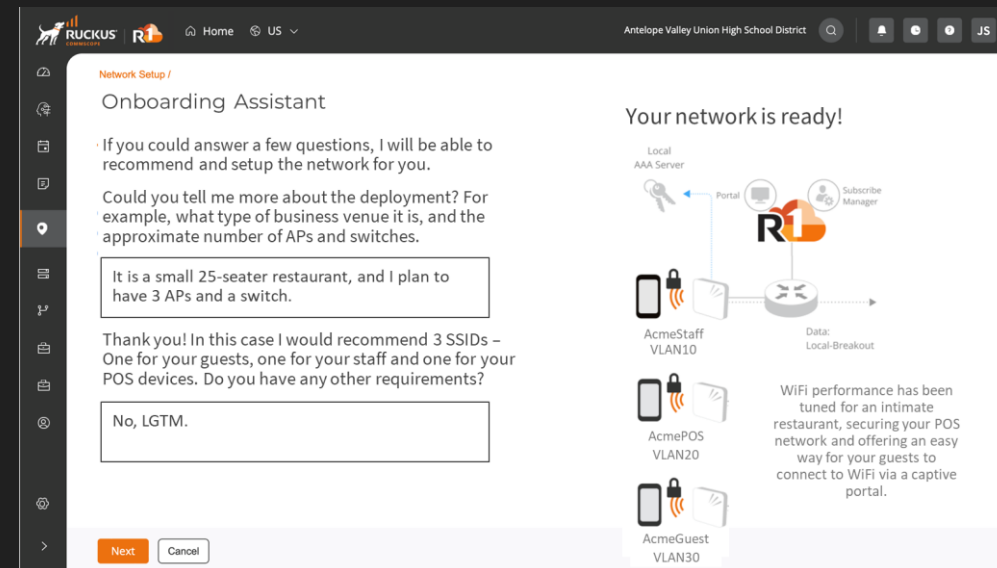 RUCKUS
COMMSCOPE
R1
Home
US
Antelope Valley Union High School District
JS
Network Setup /
Onboarding Assistant
If you could answer a few questions, I will be able to
recommend and setup the network for you.
Could you tell me more about the deployment? For
example, what type of business venue it is, and the
approximate number of APs and switches.
It is a small 25-seater restaurant, and I plan to
have 3 APs and a switch.
Thank you! In this case I would recommend 3 SSIDs –
One for your guests, one for your staff and one for your
POS devices. Do you have any other requirements?
No, LGTM.
Next
Cancel
Your network is ready!
Local
AAA Server
Portal
Subscribe
Manager
R1
AcmeStaff
VLAN10
Data:
Local-Breakout
AcmePOS
VLAN20
AcmeGuest
VLAN30
WiFi performance has been
tuned for an intimate
restaurant, securing your POS
network and offering an easy
way for your guests to
connect to WiFi via a captive
portal.